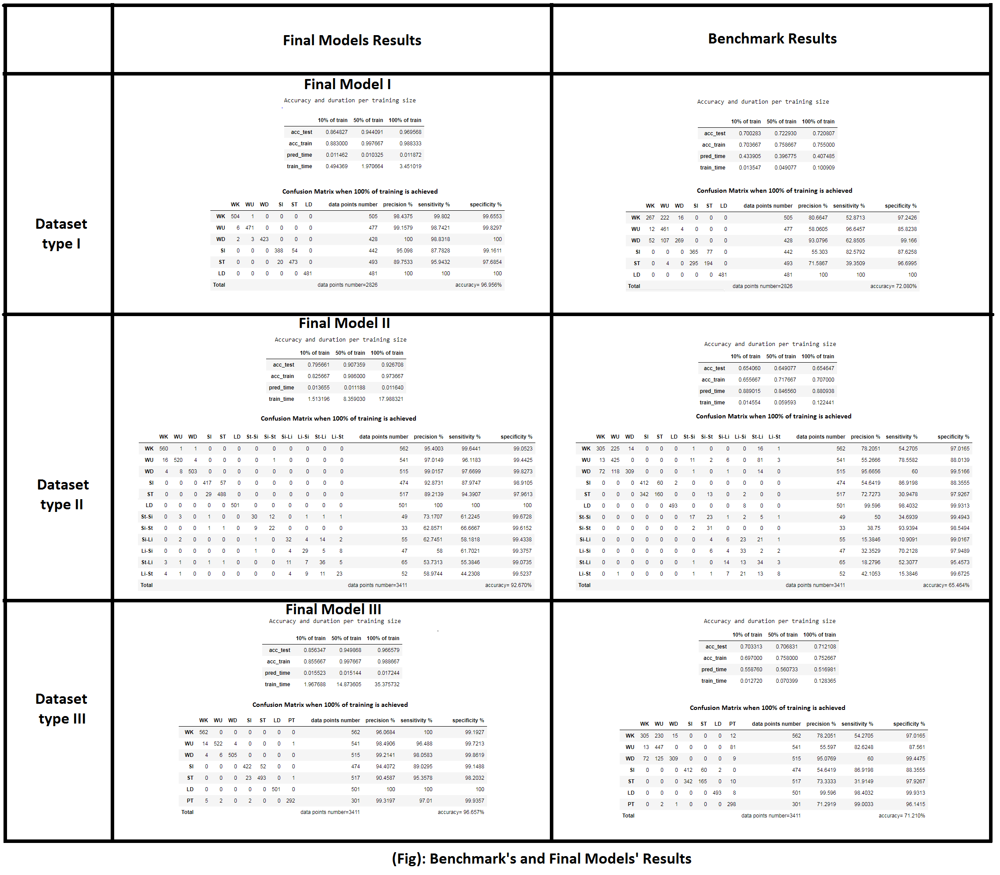 Final Models Results
Benchmark Results
Dataset
type I
Final Model I
Accuracy and duration per training size
10% of train 50% of train 100% of train
acc_test 0.864827 0.944091 0.969568
acc_train 0.883000 0.997667 0.988333
pred_time 0.011462 0.010325 0.011872
train_time 0.494369 1.970664 3.451019
Confusion Matrix when 100% of training is achieved
WK WU WD SI ST LD data points number precision % sensitivity % specificity %
WK 504 1 0 0 0 0 505 98.4375 99.802 99.6553
WU 6 471 0 0 0 0 477 99.1579 98.7421 99.8297
WD 2 3 423 0 0 0 428 100 98.8318 100
SI 0 0 0 388 54 0 442 95.098 87.7828 99.1611
ST 0 0 0 20 473 0 493 89.7533 95.9432 97.6854
LD 0 0 0 0 0 481 481 100 100 100
Total data points number=2826 accuracy= 96.956%
Accuracy and duration per training size
10% of train 50% of train 100% of train
acc_test 0.700283 0.722930 0.720807
acc_train 0.703667 0.758667 0.755000
pred_time 0.433905 0.396775 0.407485
train_time 0.013547 0.049077 0.100909
Confusion Matrix when 100% of training is achieved
WK WU WD SI ST LD data points number precision % sensitivity % specificity %
WK 267 222 16 0 0 0 505 80.6647 52.8713 97.2426
WU 12 461 4 0 0 0 477 58.0605 96.6457 85.8238
WD 52 107 269 0 0 0 428 93.0796 62.8505 99.166
SI 0 0 0 365 77 0 442 55.303 82.5792 87.6258
ST 0 4 0 295 194 0 493 71.5867 39.3509 96.6995
LD 0 0 0 0 0 481 481 100 100 100
Total data points number=2826 accuracy= 72.080%
Dataset
type II
Final Model II
Accuracy and duration per training size
10% of train 50% of train 100% of train
acc_test 0.795661 0.907359 0.926708
acc_train 0.825667 0.986000 0.973667
pred_time 0.013655 0.011188 0.011640
train_time 1.513196 8.359030 17.988321
Confusion Matrix when 100% of training is achieved
WK WU WD SI ST LD St-Si Si-St Si-Li Li-Si St-Li Li-St data points number precision % sensitivity % specificity %
WK 560 1 1 0 0 0 0 0 0 0 0 0 562 95.4003 99.6441 99.0523
WU 16 520 4 0 0 0 0 1 0 0 0 0 541 97.0149 96.1183 99.4425
WD 4 8 503 0 0 0 0 0 0 0 0 0 515 99.0157 97.6699 99.8273
SI 0 0 0 417 57 0 0 0 0 0 0 0 474 92.8731 87.9747 98.9105
ST 0 0 0 29 488 0 0 0 0 0 0 0 517 89.2139 94.3907 97.9613
LD 0 0 0 0 0 501 0 0 0 0 0 0 501 100 100 100
St-Si 0 3 0 1 0 0 30 12 0 1 1 1 49 73.1707 61.2245 99.6728
Si-St 0 0 0 1 1 0 9 22 0 0 0 0 33 62.8571 66.6667 99.6152
Si-Li 0 2 0 0 0 0 1 0 32 4 14 2 55 62.7451 58.1818 99.4338
Li-Si 0 0 0 0 0 0 1 0 4 29 5 8 47 58 61.7021 99.3757
St-Li 3 1 0 1 1 0 0 0 11 7 36 5 65 53.7313 55.3846 99.0735
Li-St 4 1 0 0 0 0 0 0 4 9 11 23 52 58.9744 44.2308 99.5237
Total data points number=3411 accuracy= 92.670%
Accuracy and duration per training size
10% of train 50% of train 100% of train
acc_test 0.654060 0.649077 0.654647
acc_train 0.655667 0.717667 0.707000
pred_time 0.889015 0.846560 0.880938
train_time 0.014554 0.059593 0.122441
Confusion Matrix when 100% of training is achieved
WK WU WD SI ST LD St-Si Si-St Si-Li Li-Si St-Li Li-St data points number precision % sensitivity % specificity %
WK 305 225 14 0 0 0 1 0 0 0 16 1 562 78.2051 54.2705 97.0165
WU 13 425 0 0 0 0 11 2 6 0 81 3 541 55.2666 78.5582 88.0139
WD 72 118 309 0 0 0 1 0 1 0 14 0 515 95.6656 60 99.5166
SI 0 0 0 412 60 2 0 0 0 0 0 0 474 54.6419 86.9198 88.3555
ST 0 0 0 342 160 0 0 13 0 2 0 0 517 72.7273 30.9478 97.9267
LD 0 0 0 0 0 493 0 0 0 8 0 0 501 99.596 98.4032 99.9313
St-Si 0 0 0 0 0 0 17 23 1 2 5 1 49 50 34.6939 99.4943
Si-St 0 0 0 0 0 0 2 31 0 0 0 0 33 38.75 93.9394 98.5494
Si-Li 0 0 0 0 0 0 0 4 6 23 21 1 55 15.3846 10.9091 99.0167
Li-Si 0 0 0 0 0 0 0 6 4 33 2 2 47 32.3529 70.2128 97.9489
St-Li 0 0 0 0 0 0 1 0 14 13 34 3 65 18.2796 52.3077 95.4573
Li-St 0 1 0 0 0 0 1 1 7 21 13 8 52 42.1053 15.3846 99.6725
Total data points number=3411 accuracy= 65.464%
Dataset
type III
Final Model III
Accuracy and duration per training size
10% of train 50% of train 100% of train
acc_test 0.856347 0.949868 0.966579
acc_train 0.855667 0.997667 0.988667
pred_time 0.015523 0.015144 0.017244
train_time 1.967688 14.873605 35.375732
Confusion Matrix when 100% of training is achieved
WK WU WD SI ST LD PT data points number precision % sensitivity % specificity %
WK 562 0 0 0 0 0 0 562 96.0684 100 99.1927
WU 14 522 4 0 0 0 1 541 98.4906 96.488 99.7213
WD 4 6 505 0 0 0 0 515 99.2141 98.0583 99.8619
SI 0 0 0 422 52 0 0 474 94.4072 89.0295 99.1488
ST 0 0 0 23 493 0 1 517 90.4587 95.3578 98.2032
LD 0 0 0 0 0 501 0 501 100 100 100
PT 5 2 0 2 0 0 292 301 99.3197 97.01 99.9357
Total data points number=3411 accuracy= 96.657%
Accuracy and duration per training size
10% of train 50% of train 100% of train
acc_test 0.703313 0.706831 0.712108
acc_train 0.697000 0.758000 0.752667
pred_time 0.558760 0.560733 0.516981
train_time 0.012720 0.070399 0.128365
Confusion Matrix when 100% of training is achieved
WK WU WD SI ST LD PT data points number precision % sensitivity % specificity %
WK 305 230 15 0 0 0 12 562 78.2051 54.2705 97.0165
WU 13 447 0 0 0 0 81 541 55.597 82.6248 87.561
WD 72 125 309 0 0 0 9 515 95.0769 60 99.4475
SI 0 0 0 412 60 2 0 474 54.6419 86.9198 88.3555
ST 0 0 0 342 165 0 10 517 73.3333 31.9149 97.9267
LD 0 0 0 0 0 493 8 501 99.596 98.4032 99.9313
PT 0 2 1 0 0 0 298 301 71.2919 99.0033 96.1415
Total data points number=3411 accuracy= 71.210%
(Fig): Benchmark's and Final Models' Results